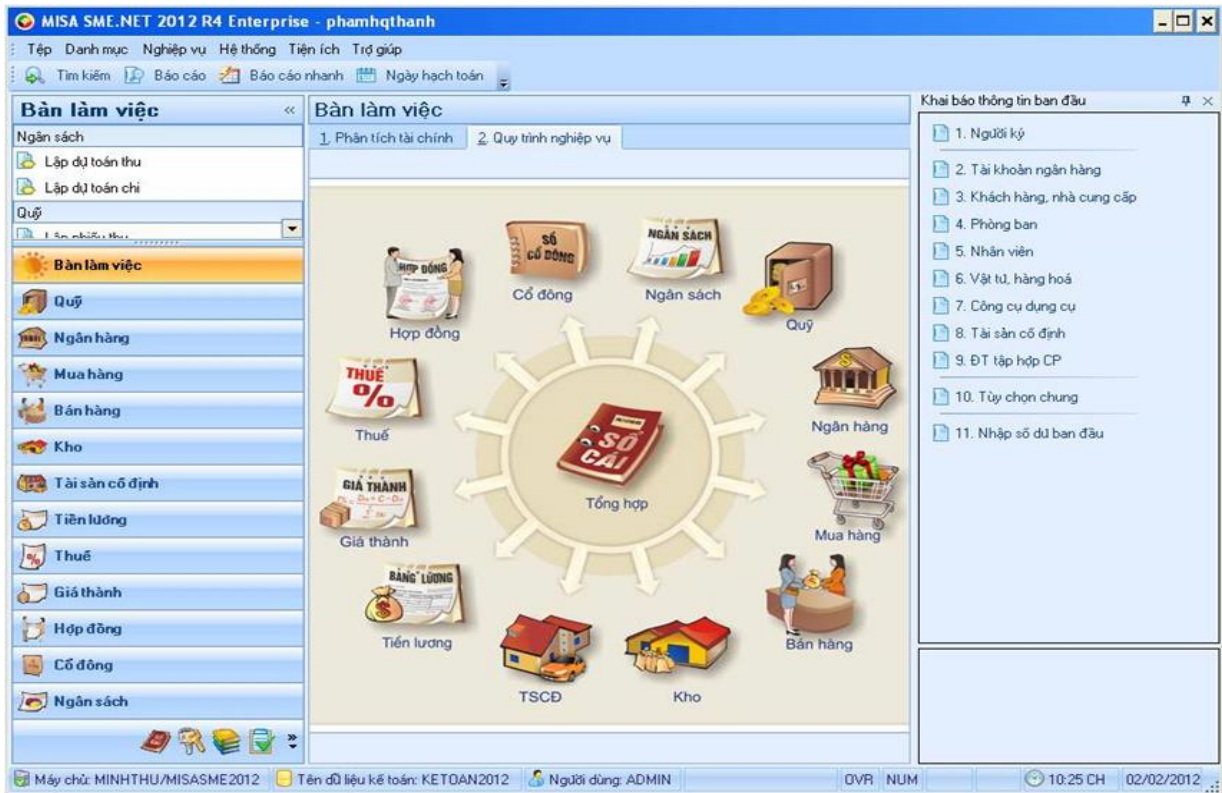 MISA SME.NET 2012 R4 Enterprise - phamhqthanh
Tệp Danh mục Nghiệp vụ Hệ thống Tiện ích Trợ giúp
Tìm kiếm Báo cáo Báo cáo nhanh Ngày hạch toán
Bàn làm việc «
Ngân sách
Lập dự toán thu
Lập dự toán chi
Quỹ
Lập phiếu thu
Bàn làm việc
Quỹ
Ngân hàng
Mua hàng
Bán hàng
Kho
Tài sản cố định
Tiền lương
Thuế
Giá thành
Hợp đồng
Cổ đông
Ngân sách
Bàn làm việc
1. Phân tích tài chính 2. Quy trình nghiệp vụ
HỢP ĐỒNG
Hợp đồng
SỔ
CỔ ĐÔNG
Cổ đông
NGÂN SÁCH
Ngân sách
Quỹ
Ngân hàng
Mua hàng
Bán hàng
Kho
TSCĐ
BẢNG LƯƠNG
Tiền lương
GIÁ THÀNH
Giá thành
THUẾ
%
Thuế
SỔ
CÁI
Tổng hợp
Khai báo thông tin ban đầu
1. Người ký
2. Tài khoản ngân hàng
3. Khách hàng, nhà cung cấp
4. Phòng ban
5. Nhân viên
6. Vật tư, hàng hoá
7. Công cụ dụng cụ
8. Tài sản cố định
9. ĐT tập hợp CP
10. Tùy chọn chung
11. Nhập số dư ban đầu
Máy chủ: MINHTHU/MISASME2012 Tên dữ liệu kế toán: KETOAN2012 Người dùng: ADMIN OVR NUM 10:25 CH 02/02/2012